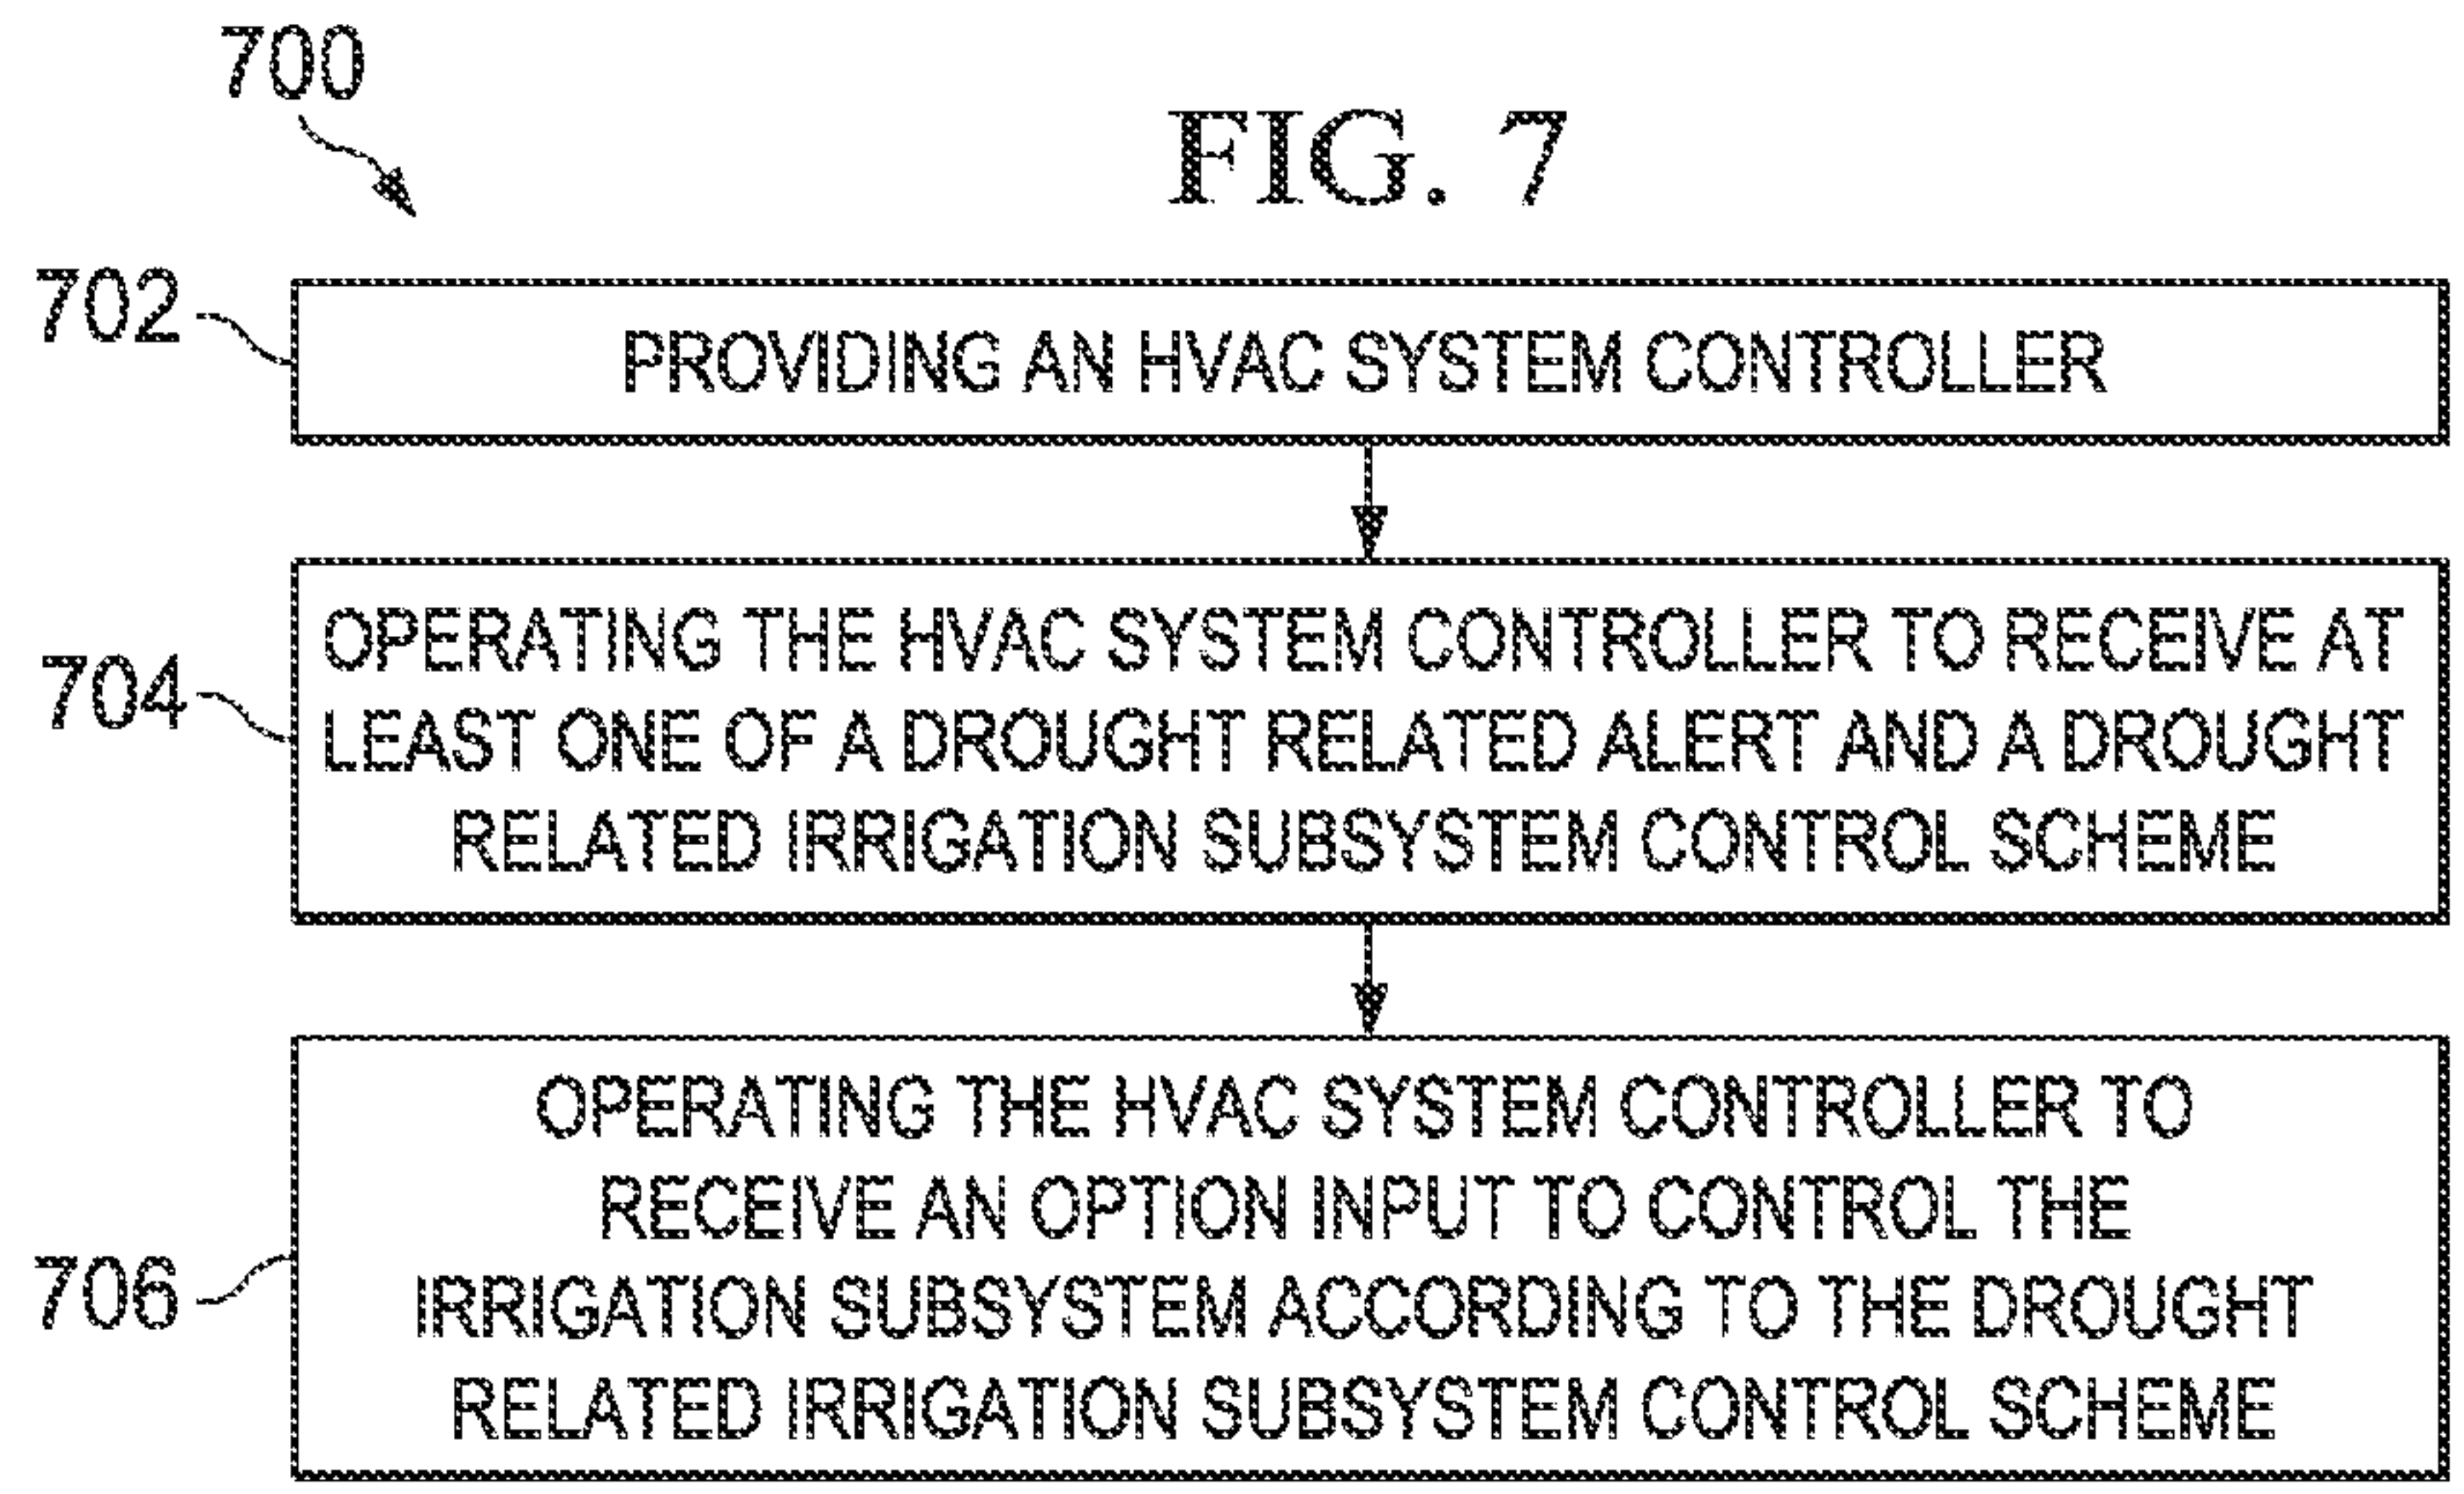 700
FIG. 7
702
PROVIDING AN HVAC SYSTEM CONTROLLER
704
OPERATING THE HVAC SYSTEM CONTROLLER TO RECEIVE AT
LEAST ONE OF A DROUGHT RELATED ALERT AND A DROUGHT
RELATED IRRIGATION SUBSYSTEM CONTROL SCHEME
706
OPERATING THE HVAC SYSTEM CONTROLLER TO
RECEIVE AN OPTION INPUT TO CONTROL THE
IRRIGATION SUBSYSTEM ACCORDING TO THE DROUGHT
RELATED IRRIGATION SUBSYSTEM CONTROL SCHEME